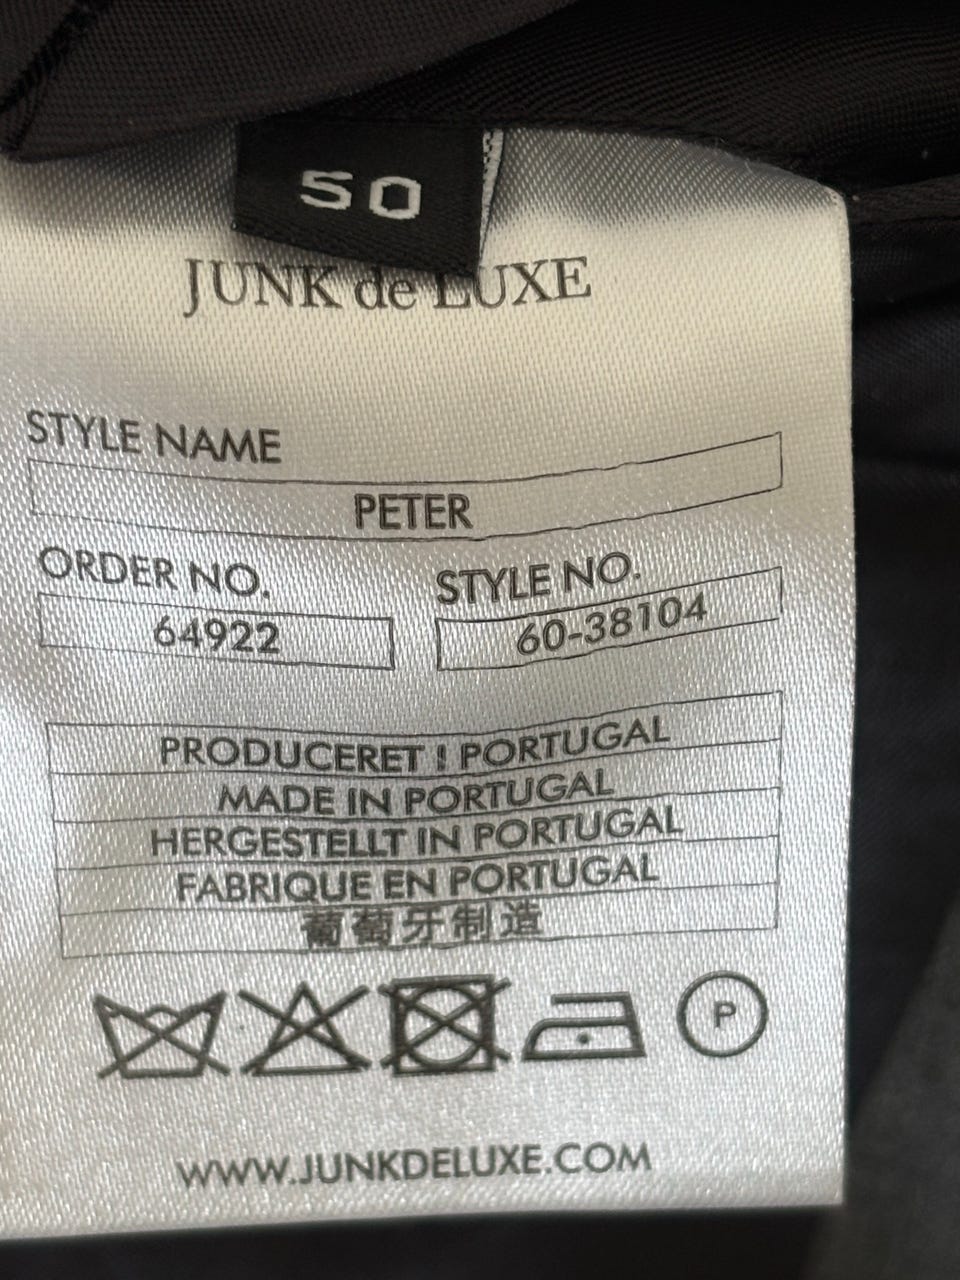 50
JUNK de LUXE
STYLE NAME
PETER
ORDER NO.
64922
STYLE NO.
60-38104
PRODUCERET ! PORTUGAL
MADE IN PORTUGAL
HERGESTELLT IN PORTUGAL
FABRIQUE EN PORTUGAL
葡萄牙制造
P
WWW.JUNKDELUXE.COM